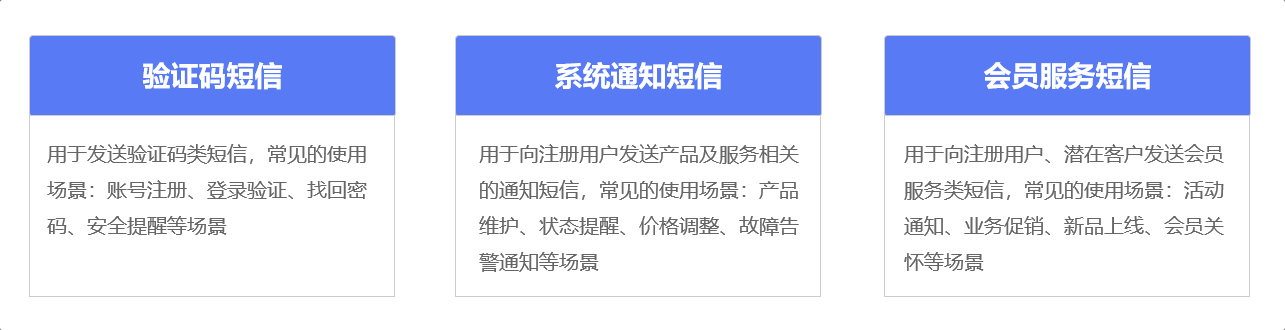 验证码短信
用于发送验证码类短信，常见的使用
场景：账号注册、登录验证、找回密
码、安全提醒等场景
系统通知短信
用于向注册用户发送产品及服务相关
的通知短信，常见的使用场景：产品
维护、状态提醒、价格调整、故障告
警通知等场景
会员服务短信
用于向注册用户、潜在客户发送会员
服务类短信，常见的使用场景：活动
通知、业务促销、新品上线、会员关
怀等场景